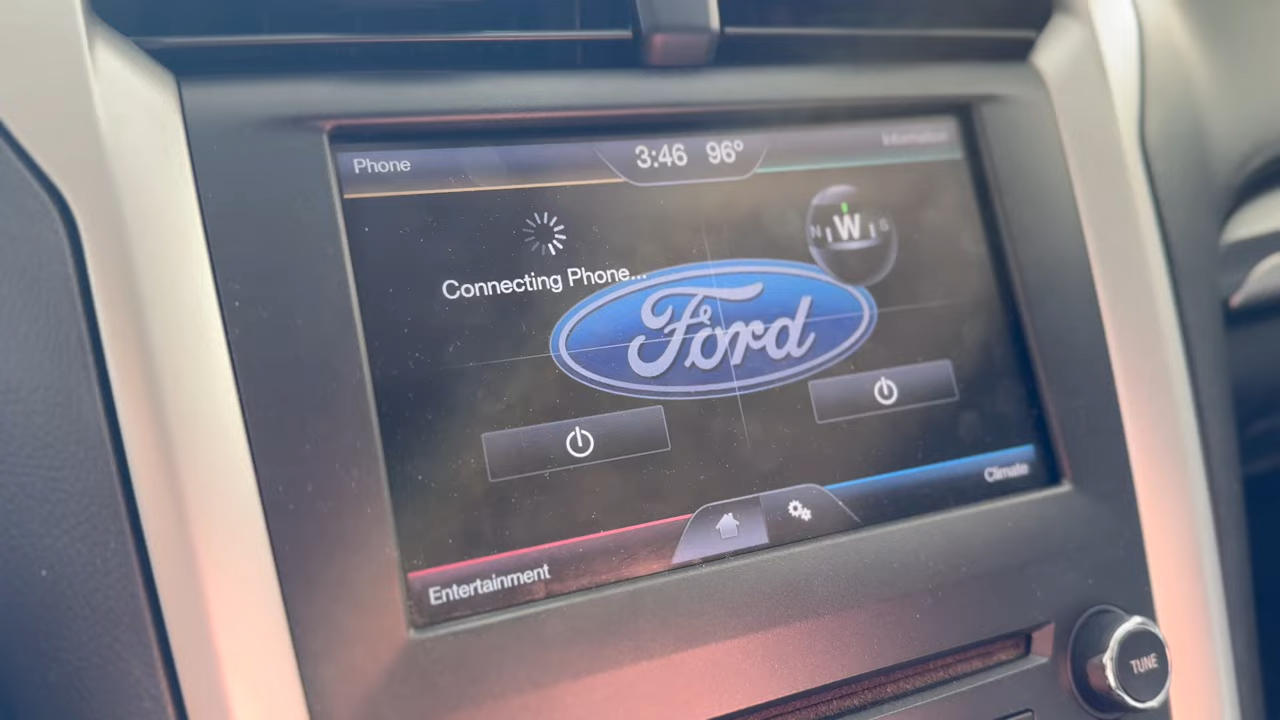 Phone
3:46 96°
Information
N W S
Connecting Phone...
Ford
Climate
Entertainment
TUNE